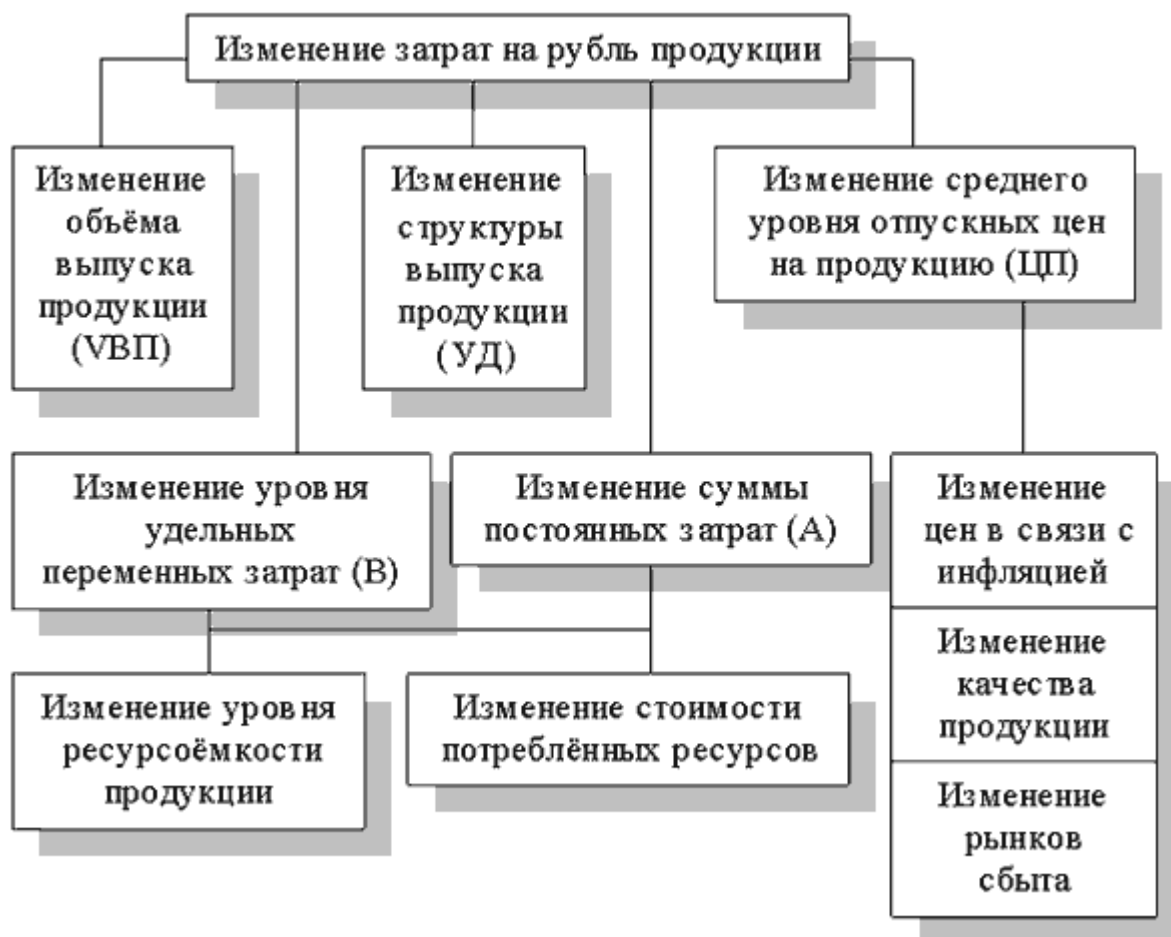 Изменение затрат на рубль продукции
Изменение
объёма
выпуска
продукции
(VВП)
Изменение
структуры
выпуска
продукции
(УД)
Изменение среднего
уровня отпускных цен
на продукцию (ЦП)
Изменение уровня
удельных
переменных затрат (В)
Изменение суммы
постоянных затрат (А)
Изменение
цен в связи с
инфляцией
Изменение
качества
продукции
Изменение
рынков
сбыта
Изменение уровня
ресурсоёмкости
продукции
Изменение стоимости
потреблённых ресурсов